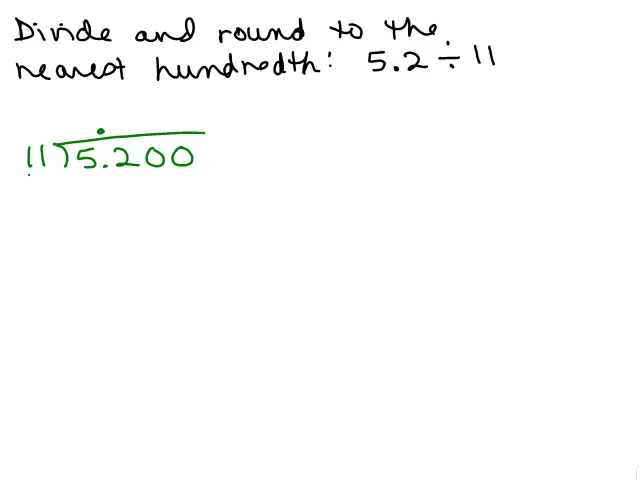 Divide and round to the
nearest hundredth: 5.2 ÷ 11
11)5.200